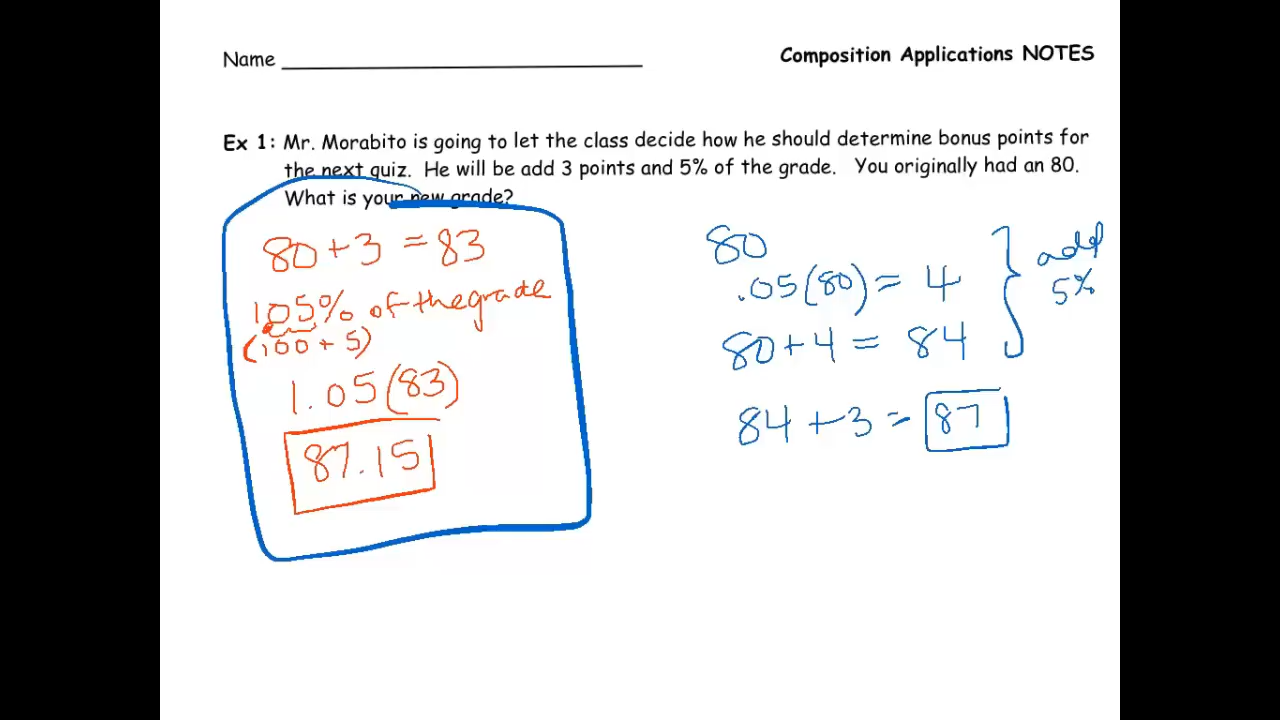 Name
Composition Applications NOTES
Ex 1: Mr. Morabito is going to let the class decide how he should determine bonus points for
the next quiz. He will be add 3 points and 5% of the grade. You originally had an 80.
What is your new grade?
80 + 3 = 83
105% of the grade
(100 + 5)
1.05(83)
87.15
80
.05(80) = 4
80 + 4 = 84
add
5%
84 + 3 = 87